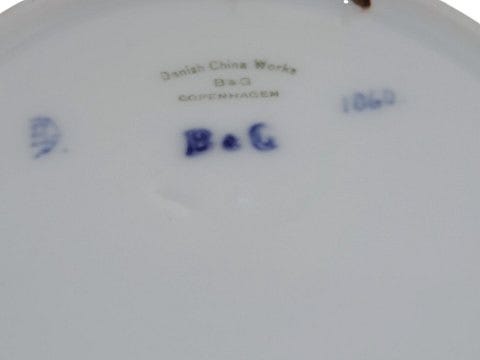 Danish China Works
B&G
COPENHAGEN
B&G
1060